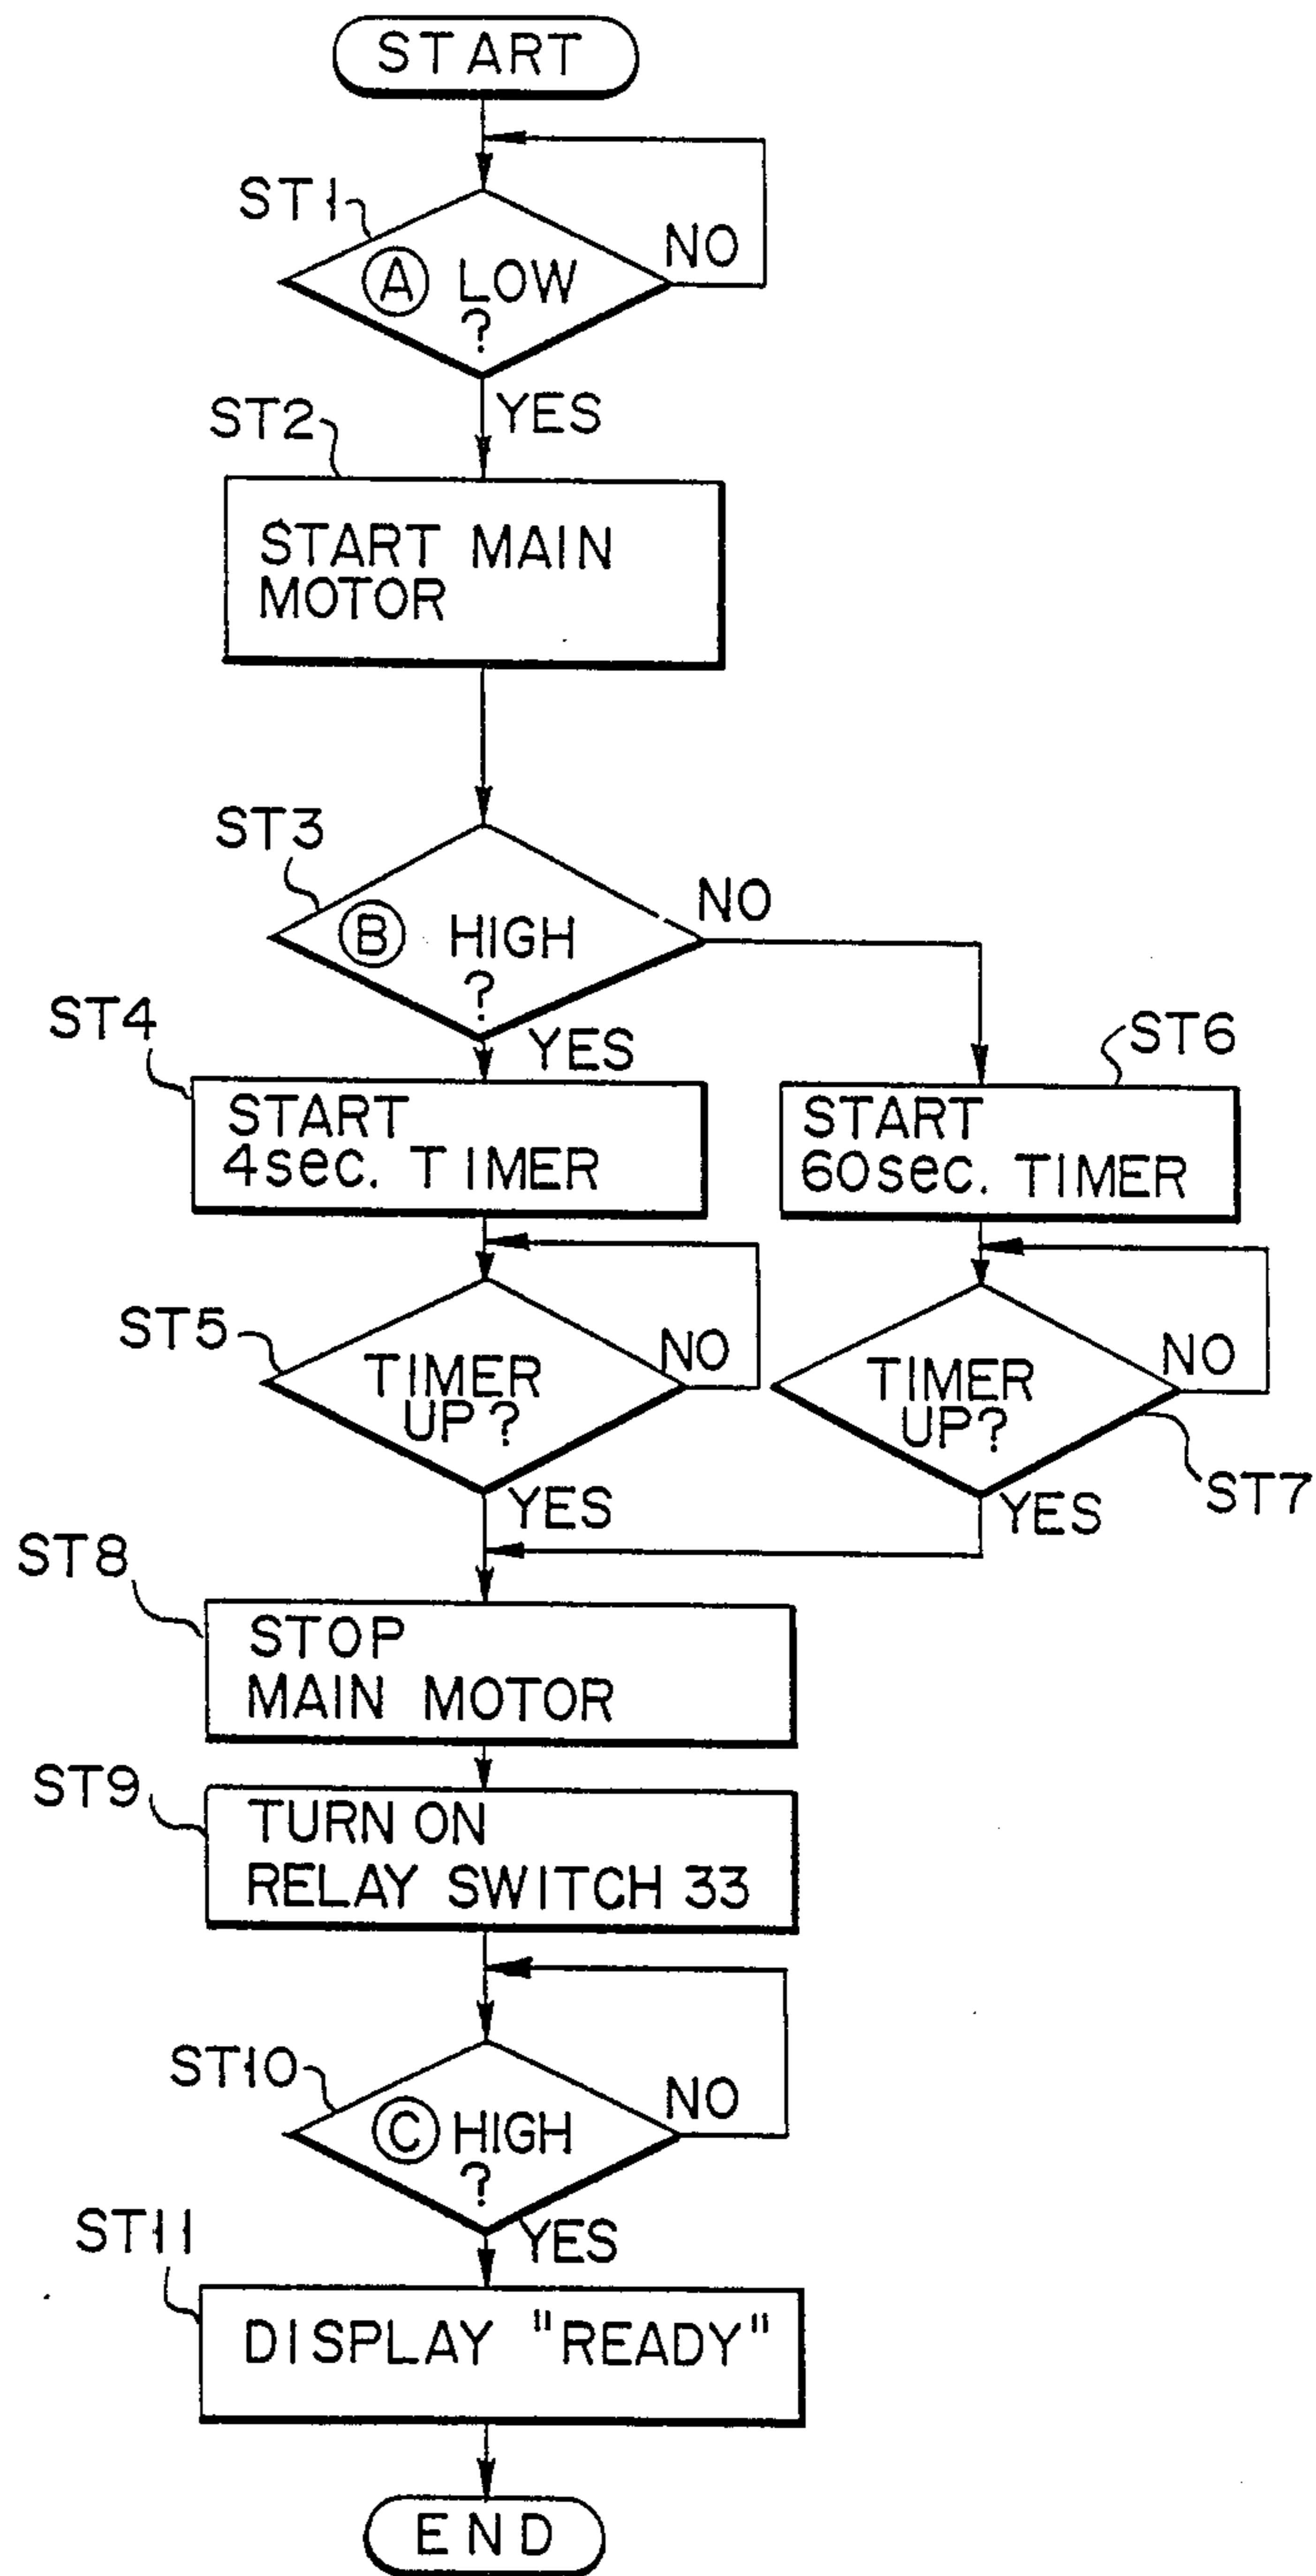 START
ST1
NO
Ⓐ LOW
?
YES
ST2
START MAIN
MOTOR
ST3
NO
Ⓑ HIGH
?
YES
ST4
START
4sec. TIMER
ST6
START
60sec. TIMER
ST5
TIMER
UP?
NO
YES
TIMER
UP?
NO
ST7
YES
ST8
STOP
MAIN MOTOR
ST9
TURN ON
RELAY SWITCH 33
ST10
Ⓒ HIGH
?
NO
YES
ST11
DISPLAY "READY"
END